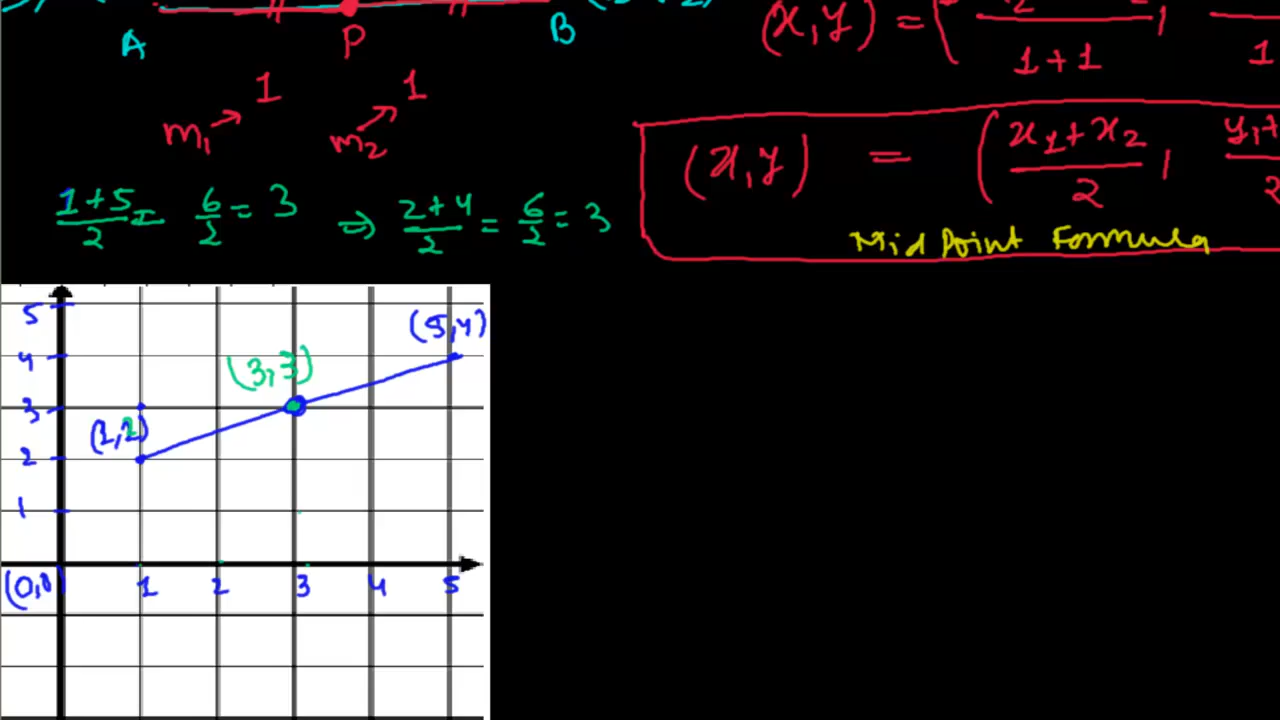 A P B
(x,y) =
1+1 1
m₁ → 1 m₂ → 1
(x,y) = (x₁+x₂/2, y₁+
1+5/2 = 6/2 = 3 ⇒ 2+4/2 = 6/2 = 3
Mid Point Formula
5
(5,4)
4
(3,3)
3
(1,2)
2
1
(0,0)
1 2 3 4 5